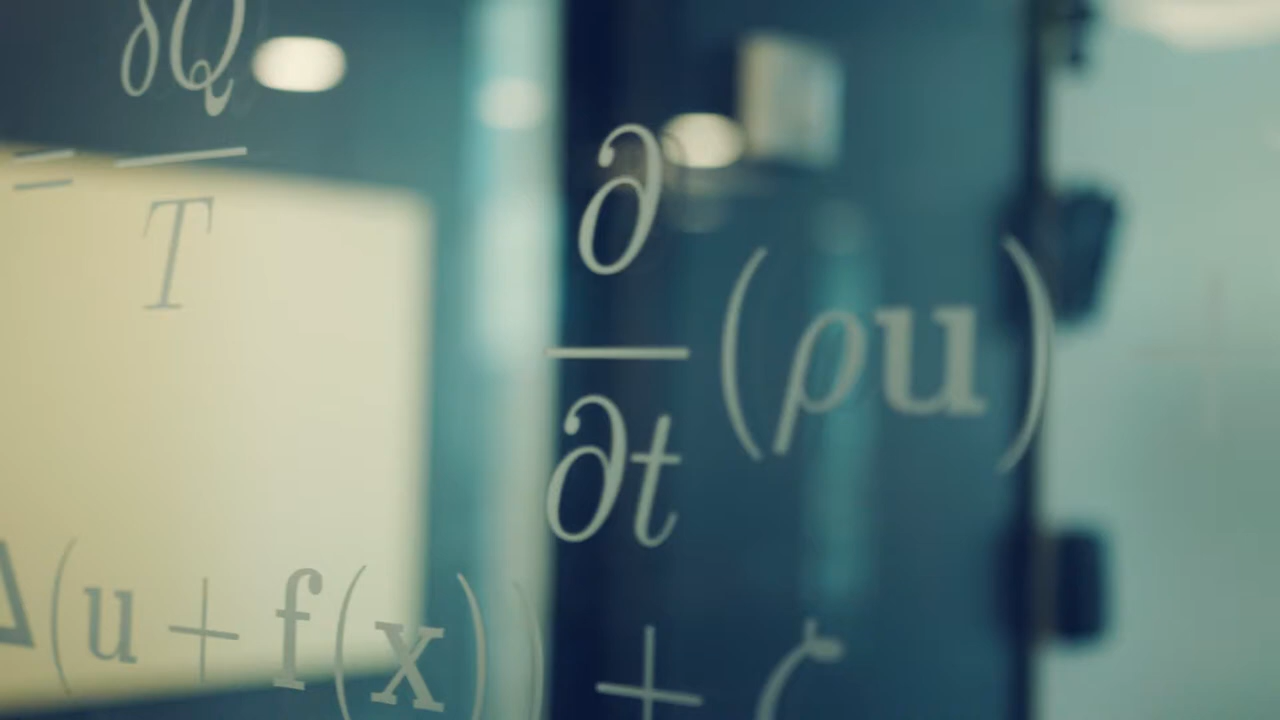 = δQ/T
∂/∂t (ρu)
Δ(u + f(x))
+